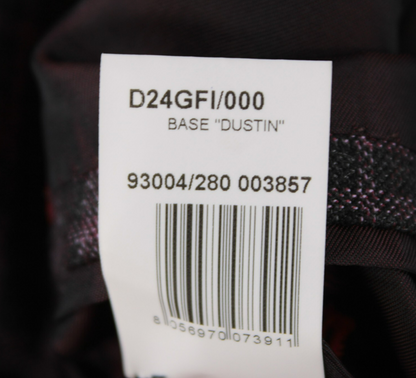 D24GFI/000
BASE "DUSTIN"
93004/280 003857
8 056970 073911